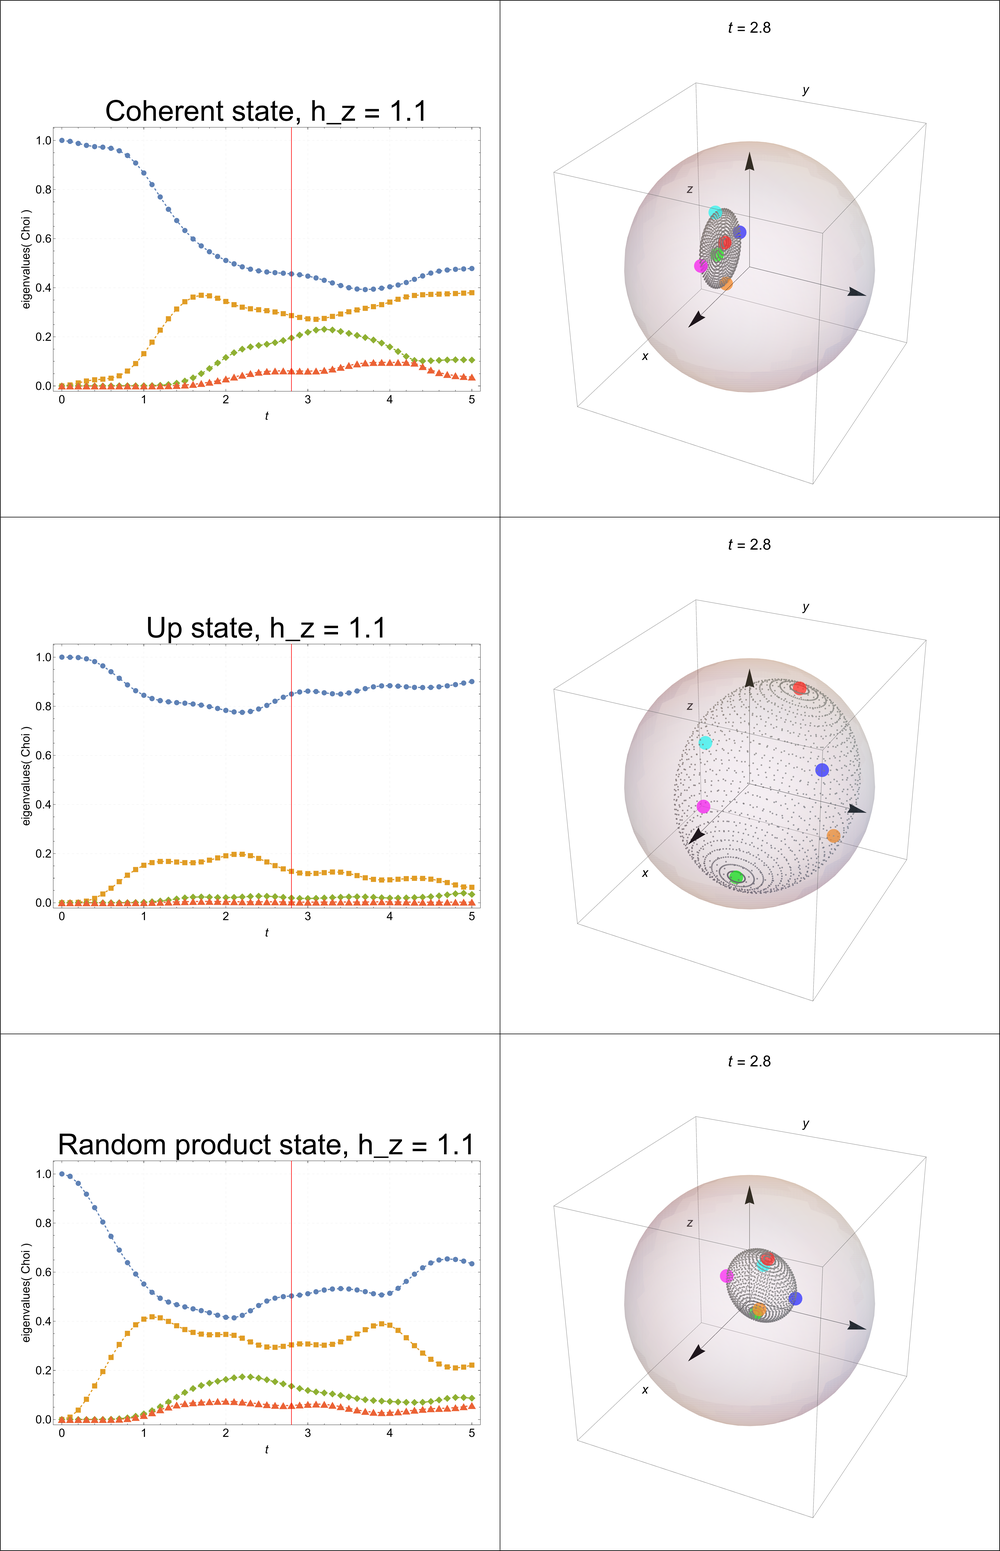 Coherent state, h_z = 1.1
eigenvalues( Choi )
1.0
0.8
0.6
0.4
0.2
0.0
0 1 2 3 4 5
t
t = 2.8
y
z
x
Up state, h_z = 1.1
eigenvalues( Choi )
1.0
0.8
0.6
0.4
0.2
0.0
0 1 2 3 4 5
t
t = 2.8
y
z
x
Random product state, h_z = 1.1
eigenvalues( Choi )
1.0
0.8
0.6
0.4
0.2
0.0
0 1 2 3 4 5
t
t = 2.8
y
z
x